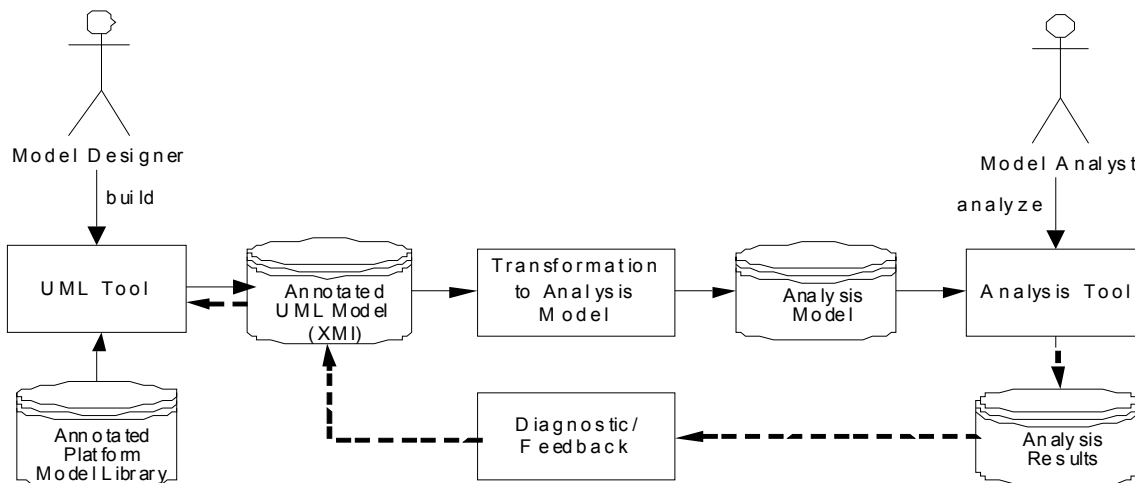 Model Designer
Model Analyst
build
analyze
UML Tool
Annotated
UML Model
(XMI)
Transformation
to Analysis
Model
Analysis
Model
Analysis Tool
Annotated
Platform
Model Library
Diagnostic/
Feedback
Analysis
Results